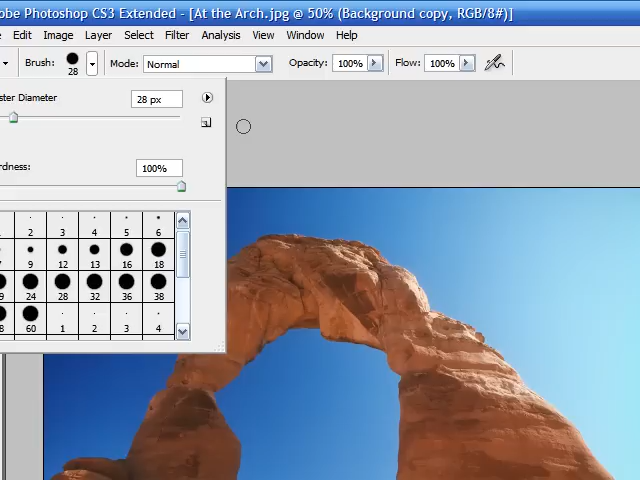 obe Photoshop CS3 Extended - [At the Arch.jpg @ 50% (Background copy, RGB/8#)]
Edit Image Layer Select Filter Analysis View Window Help
Brush: 28 Mode: Normal Opacity: 100% Flow: 100%
ster Diameter 28 px
rdness: 100%
2 3 4 5 6
9 12 13 16 18
9 24 28 32 36 38
8 60 1 2 3 4